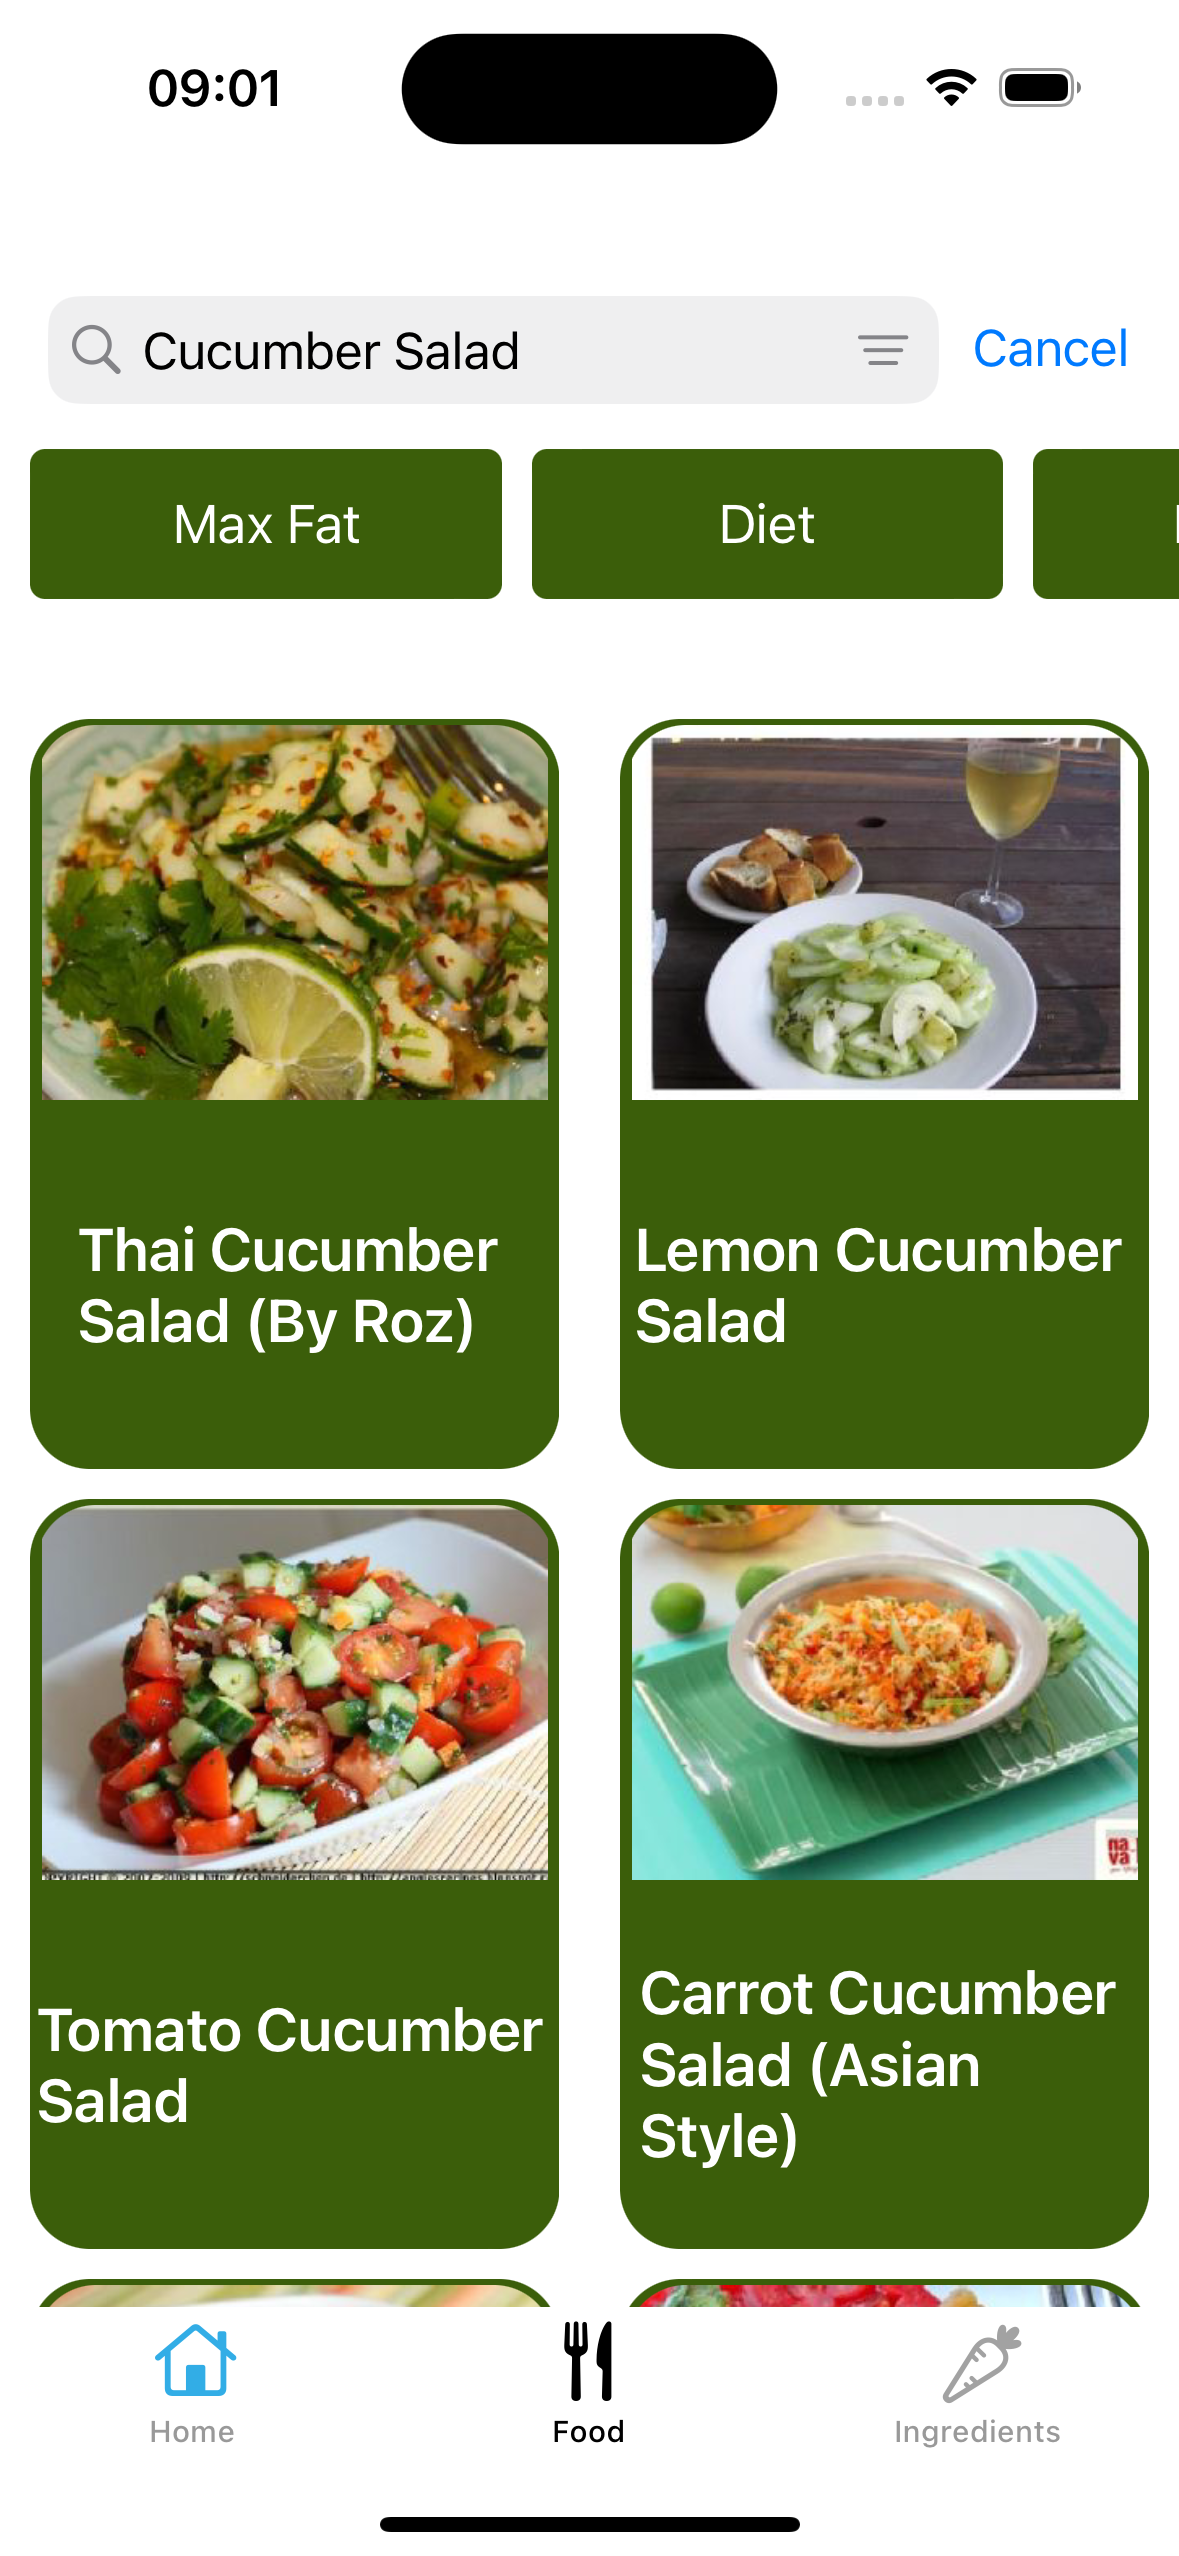 09:01
Cucumber Salad
Cancel
Max Fat
Diet
Thai Cucumber
Salad (By Roz)
Lemon Cucumber
Salad
Tomato Cucumber
Salad
Carrot Cucumber
Salad (Asian
Style)
Home
Food
Ingredients